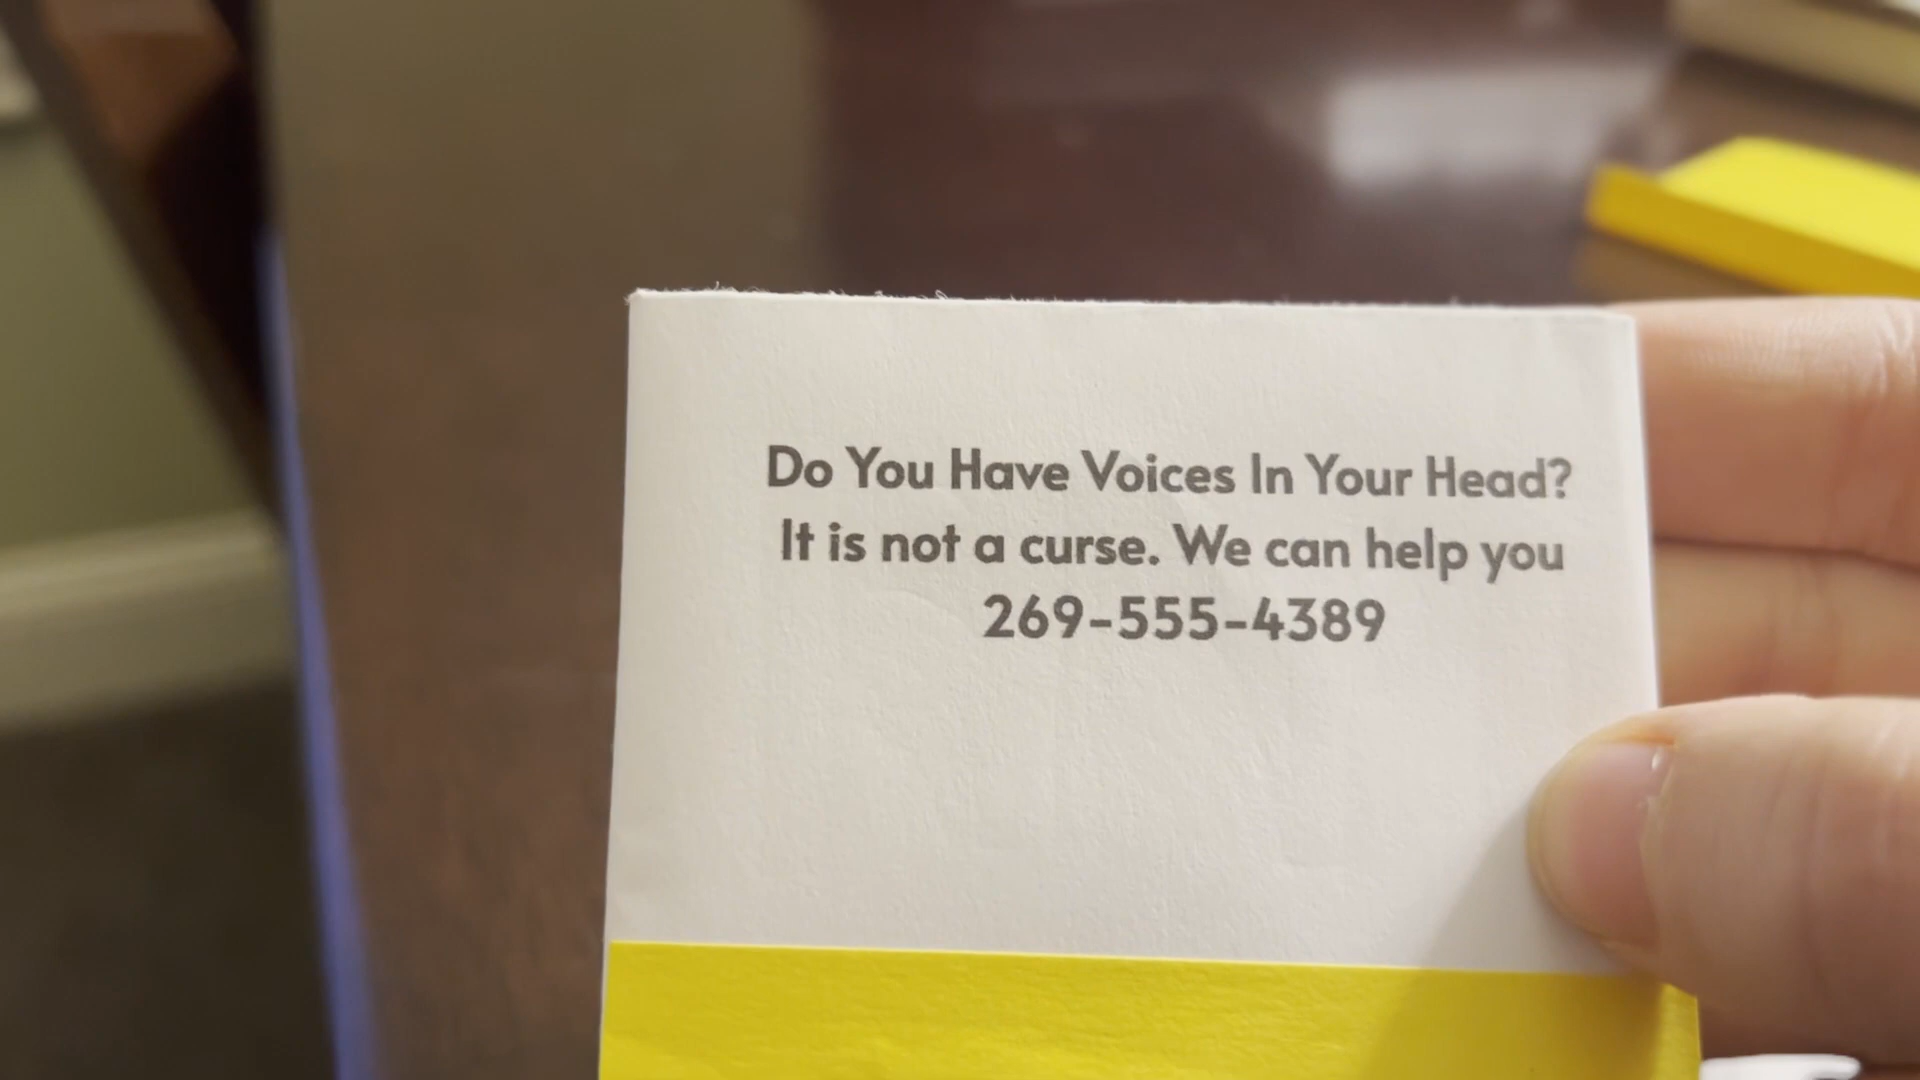 Do You Have Voices In Your Head?
It is not a curse. We can help you
269-555-4389